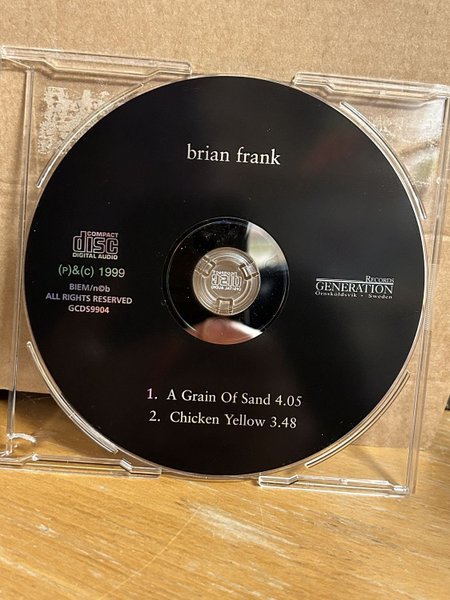 brian frank
COMPACT
disc
DIGITAL AUDIO
(P)&(c) 1999
BIEM/n©b
ALL RIGHTS RESERVED
GCDS9904
RECORDS
GENERATION
Örnsköldsvik - Sweden
1. A Grain Of Sand 4.05
2. Chicken Yellow 3.48